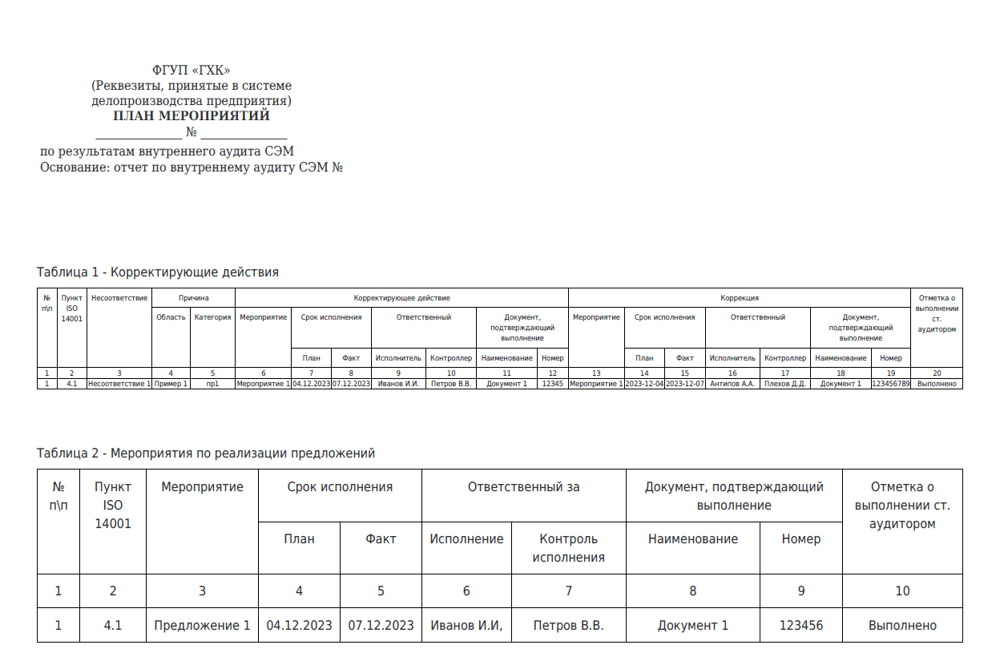 ФГУП «ГХК»
(Реквезиты, принятые в системе
делопроизводства предприятия)
ПЛАН МЕРОПРИЯТИЙ
_______________ № _______________
по результатам внутреннего аудита СЭМ
Основание: отчет по внутреннему аудиту СЭМ №
Таблица 1 - Корректирующие действия
№ п\п Пункт ISO 14001 Несоответствие Причина Корректирующее действие Коррекция Отметка о выполнении ст. аудитором
Область Категория Мероприятие Срок исполнения Ответственный Документ, подтверждающий выполнение Мероприятие Срок исполнения Ответственный Документ, подтверждающий выполнение
План Факт Исполнитель Контроллер Наименование Номер План Факт Исполнитель Контроллер Наименование Номер
1 2 3 4 5 6 7 8 9 10 11 12 13 14 15 16 17 18 19 20
1 4.1 Несоответствие 1 Пример 1 пр1 Мероприятие 1 04.12.2023 07.12.2023 Иванов И.И. Петров В.В. Документ 1 12345 Мероприятие 1 2023-12-04 2023-12-07 Антипов А.А. Плехов Д.Д. Документ 1 123456789 Выполнено
Таблица 2 - Мероприятия по реализации предложений
№ п\п Пункт ISO 14001 Мероприятие Срок исполнения Ответственный за Документ, подтверждающий выполнение Отметка о выполнении ст. аудитором
План Факт Исполнение Контроль исполнения Наименование Номер
1 2 3 4 5 6 7 8 9 10
1 4.1 Предложение 1 04.12.2023 07.12.2023 Иванов И.И, Петров В.В. Документ 1 123456 Выполнено